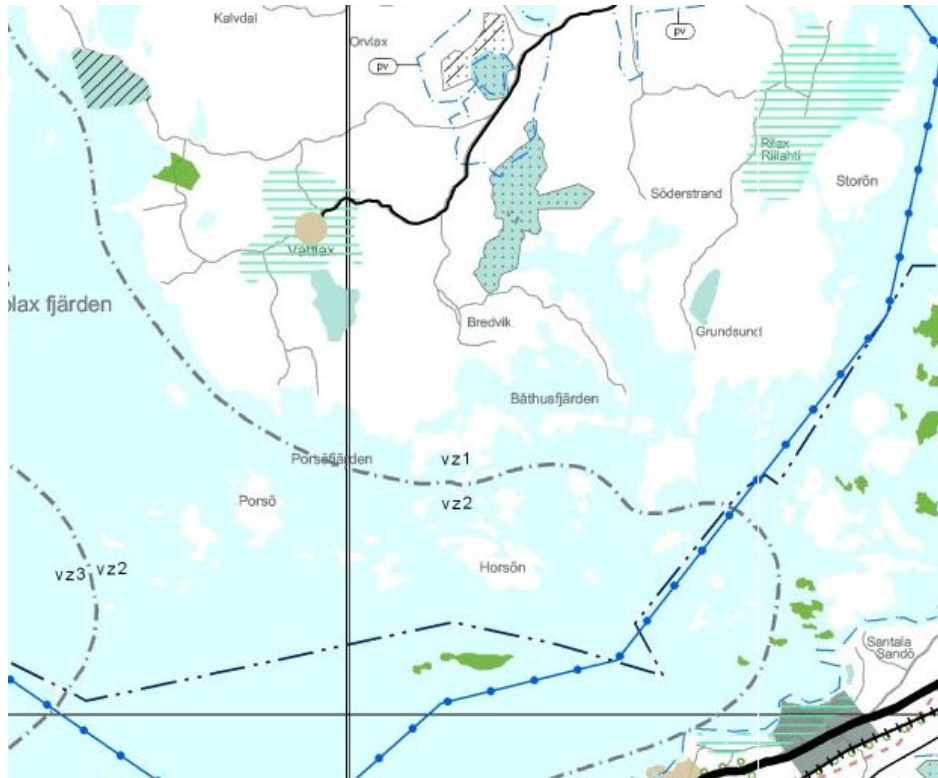 Kalvdal
Orvlax
pv
pv
Rilax
Riilahti
Storön
Söderstrand
Vättlax
lax fjärden
Bredvik
Grundsund
Båthusfjärden
Porsöfjärden
vz1
Porsö
vz2
Horsön
vz3
vz2
Santala
Sandö